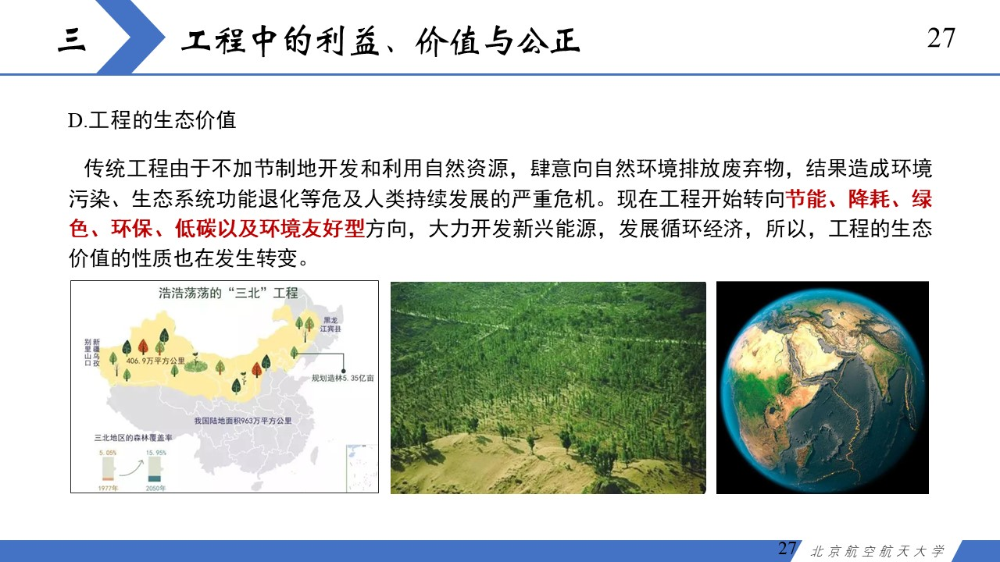 三
工程中的利益、价值与公正
27
D.工程的生态价值
传统工程由于不加节制地开发和利用自然资源，肆意向自然环境排放废弃物，结果造成环境
污染、生态系统功能退化等危及人类持续发展的严重危机。现在工程开始转向节能、降耗、绿
色、环保、低碳以及环境友好型方向，大力开发新兴能源，发展循环经济，所以，工程的生态
价值的性质也在发生转变。
浩浩荡荡的“三北”工程
黑龙
江宾县
新疆乌孜
别里山口
406.9万平方公里
规划造林5.35亿亩
我国陆地面积963万平方公里
三北地区的森林覆盖率
5.05%
15.95%
1977年
2050年
27
北京航空航天大学